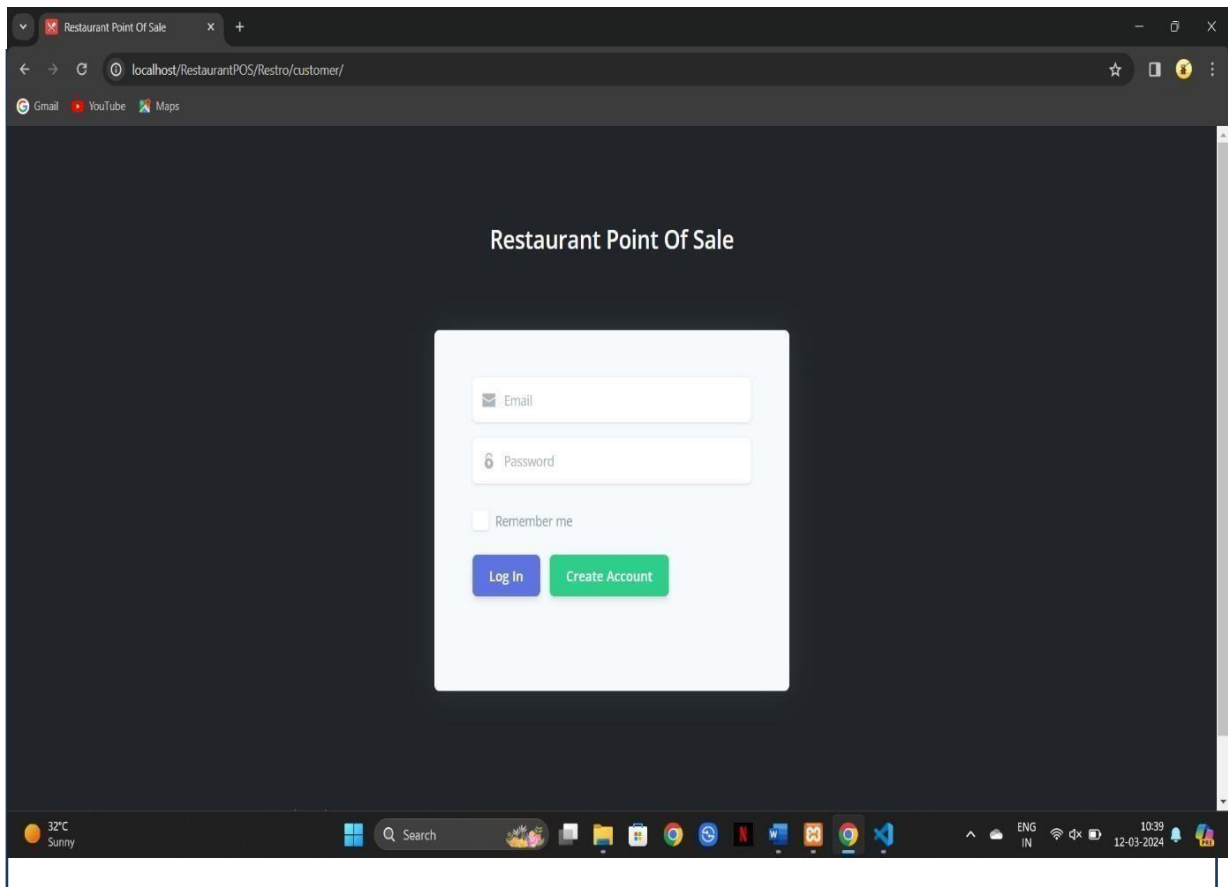 Restaurant Point Of Sale
localhost/RestaurantPOS/Restro/customer/
Gmail YouTube Maps
Restaurant Point Of Sale
Email
Password
Remember me
Log In Create Account
32°C
Sunny
Search
ENG
IN
10:39
12-03-2024